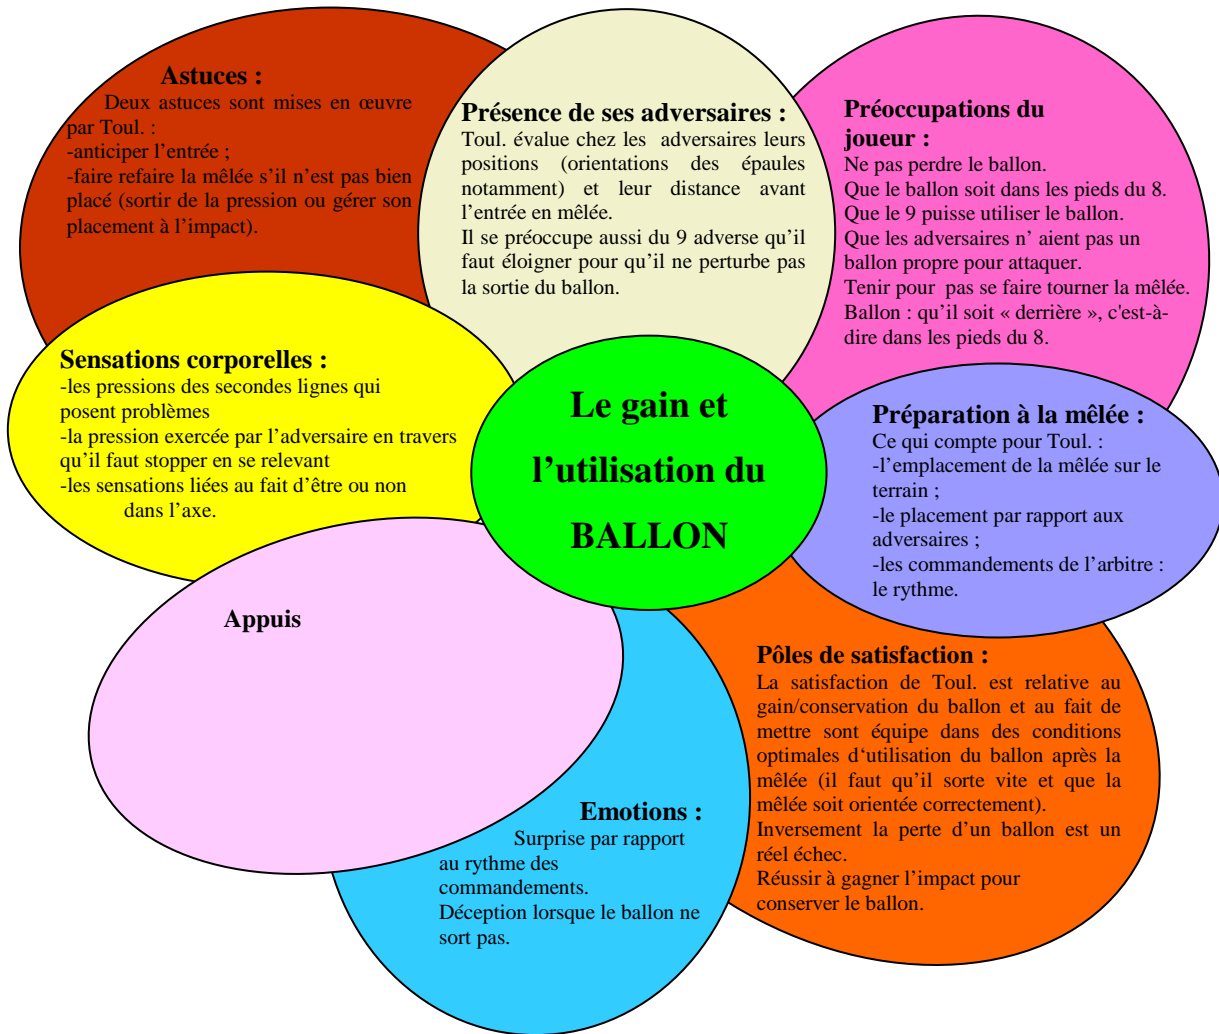 Astuces :
Deux astuces sont mises en œuvre
par Toul. :
-anticiper l’entrée ;
-faire refaire la mêlée s’il n’est pas bien
placé (sortir de la pression ou gérer son
placement à l’impact).
Présence de ses adversaires :
Toul. évalue chez les adversaires leurs
positions (orientations des épaules
notamment) et leur distance avant
l’entrée en mêlée.
Il se préoccupe aussi du 9 adverse qu’il
faut éloigner pour qu’il ne perturbe pas
la sortie du ballon.
Préoccupations du
joueur :
Ne pas perdre le ballon.
Que le ballon soit dans les pieds du 8.
Que le 9 puisse utiliser le ballon.
Que les adversaires n’ aient pas un
ballon propre pour attaquer.
Tenir pour pas se faire tourner la mêlée.
Ballon : qu’il soit « derrière », c'est-à-
dire dans les pieds du 8.
Sensations corporelles :
-les pressions des secondes lignes qui
posent problèmes
-la pression exercée par l’adversaire en travers
qu’il faut stopper en se relevant
-les sensations liées au fait d’être ou non
dans l’axe.
Le gain et
l’utilisation du
BALLON
Préparation à la mêlée :
Ce qui compte pour Toul. :
-l’emplacement de la mêlée sur le
terrain ;
-le placement par rapport aux
adversaires ;
-les commandements de l’arbitre :
le rythme.
Appuis
Pôles de satisfaction :
La satisfaction de Toul. est relative au
gain/conservation du ballon et au fait de
mettre sont équipe dans des conditions
optimales d‘utilisation du ballon après la
mêlée (il faut qu’il sorte vite et que la
mêlée soit orientée correctement).
Inversement la perte d’un ballon est un
réel échec.
Réussir à gagner l’impact pour
conserver le ballon.
Emotions :
Surprise par rapport
au rythme des
commandements.
Déception lorsque le ballon ne
sort pas.